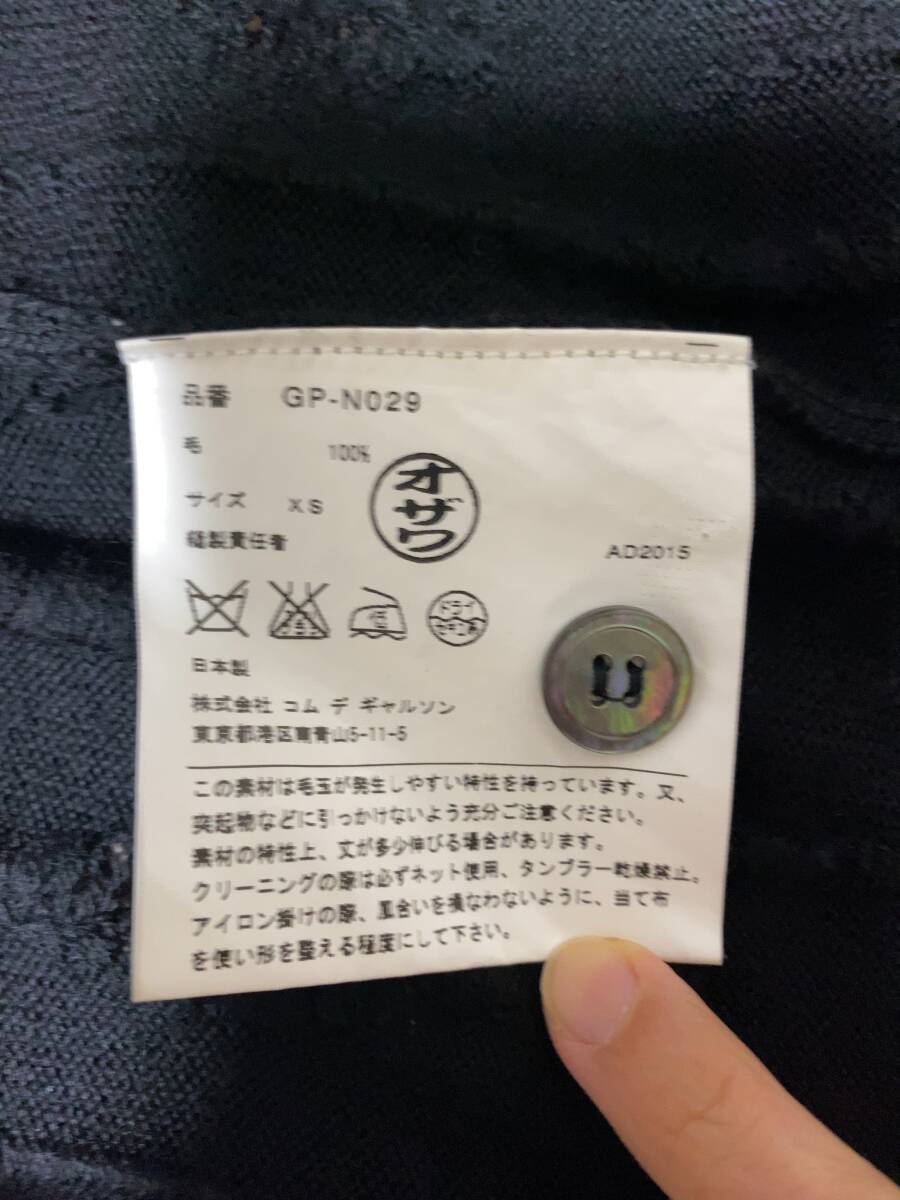 品番 GP-N029
毛 100%
オザワ
サイズ XS
縫製責任者
AD2015
低
ドライ
セキユ系
日本製
株式会社 コム デ ギャルソン
東京都港区南青山5-11-5
この素材は毛玉が発生しやすい特性を持っています。又、
突起物などに引っかけないよう充分ご注意ください。
素材の特性上、丈が多少伸びる場合があります。
クリーニングの際は必ずネット使用、タンブラー乾燥禁止。
アイロン掛けの際、風合いを損なわないように、当て布
を使い形を整える程度にして下さい。